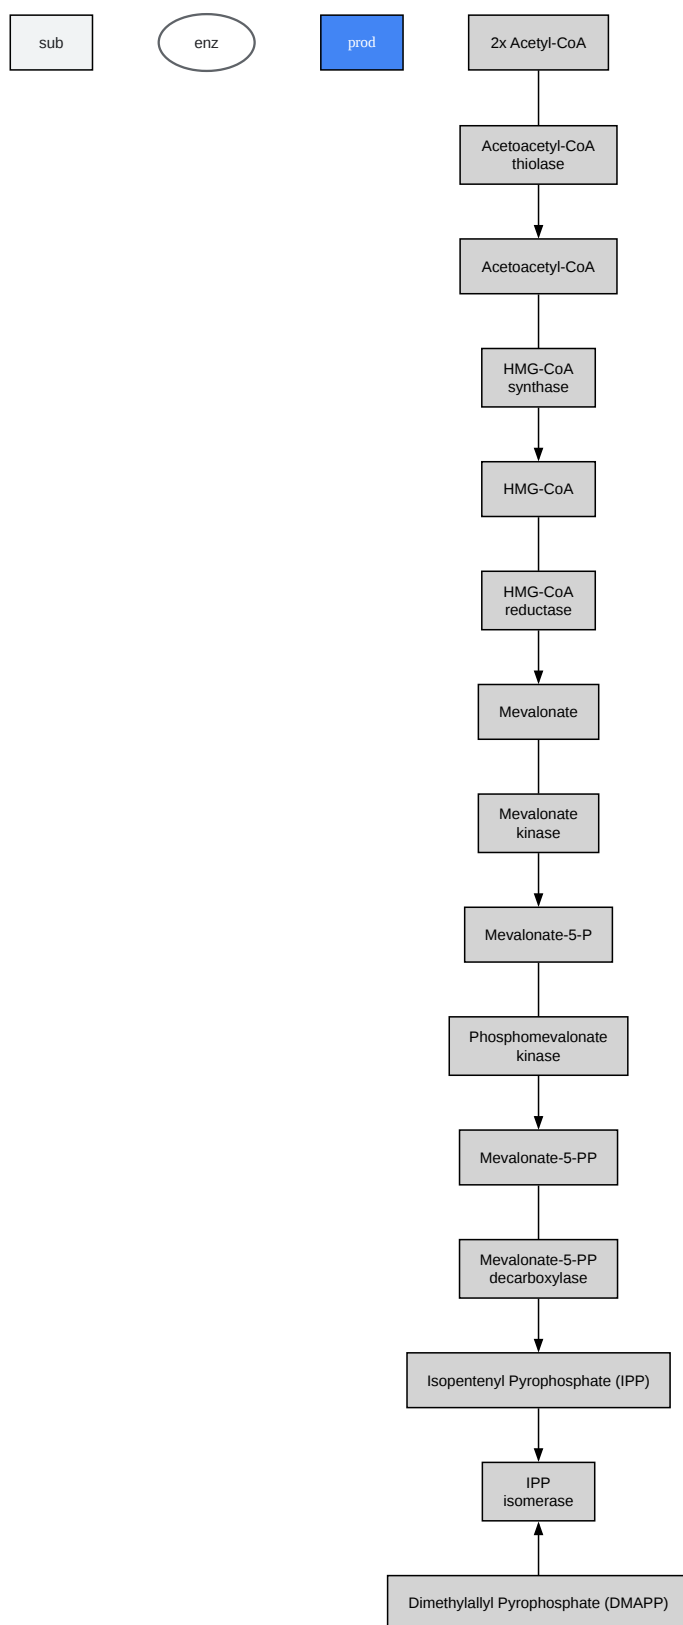 sub
enz
prod
2x Acetyl-CoA
Acetoacetyl-CoA
thiolase
Acetoacetyl-CoA
HMG-CoA
synthase
HMG-CoA
HMG-CoA
reductase
Mevalonate
Mevalonate
kinase
Mevalonate-5-P
Phosphomevalonate
kinase
Mevalonate-5-PP
Mevalonate-5-PP
decarboxylase
Isopentenyl Pyrophosphate (IPP)
IPP
isomerase
Dimethylallyl Pyrophosphate (DMAPP)